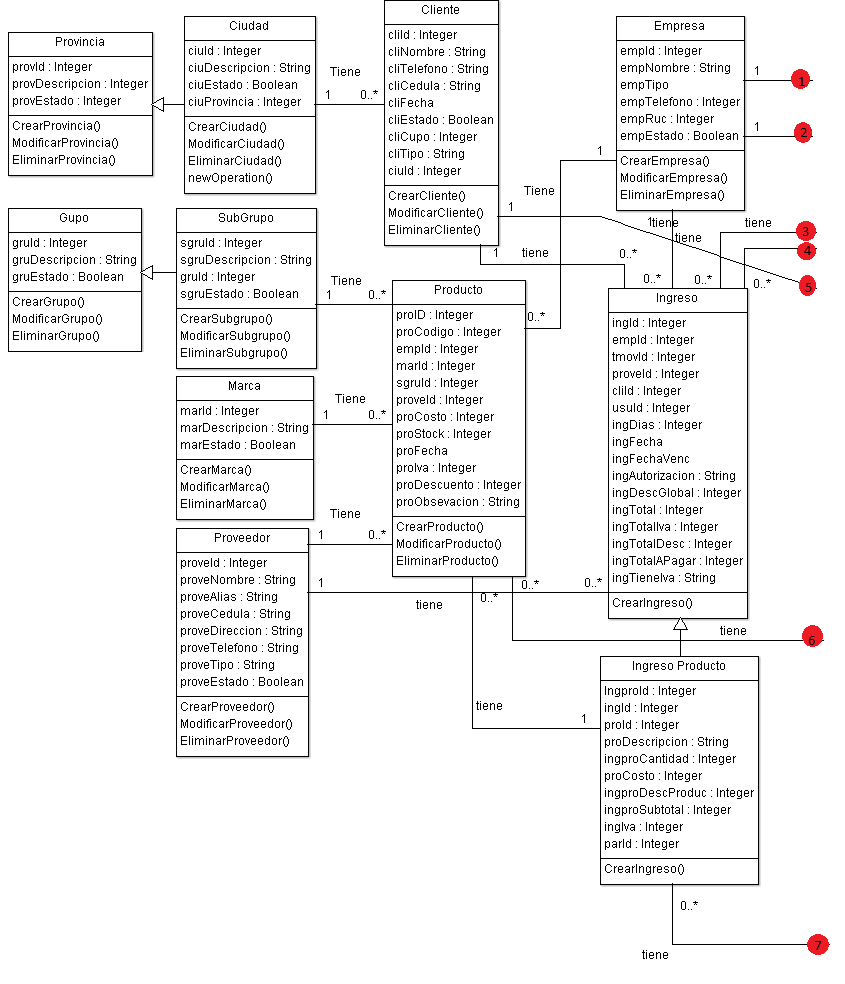 Provincia
provId : Integer
provDescripcion : Integer
provEstado : Integer
CrearProvincia()
ModificarProvincia()
EliminarProvincia()
Ciudad
ciuId : Integer
ciuDescripcion : String
ciuEstado : Boolean
ciuProvincia : Integer
CrearCiudad()
ModificarCiudad()
EliminarCiudad()
newOperation()
Tiene
1
0..*
Cliente
cliId : Integer
cliNombre : String
cliTelefono : String
cliCedula : String
cliFecha
cliEstado : Boolean
cliCupo : Integer
cliTipo : String
ciuId : Integer
CrearCliente()
ModificarCliente()
EliminarCliente()
Empresa
empId : Integer
empNombre : String
empTipo
empTelefono : Integer
empRuc : Integer
empEstado : Boolean
CrearEmpresa()
ModificarEmpresa()
EliminarEmpresa()
1
1
1
2
1
Tiene
1
1
tiene
0..*
1
tiene
tiene
tiene
3
4
5
0..*
0..*
0..*
Gupo
gruId : Integer
gruDescripcion : String
gruEstado : Boolean
CrearGrupo()
ModificarGrupo()
EliminarGrupo()
SubGrupo
sgruId : Integer
sgruDescripcion : String
gruId : Integer
sgruEstado : Boolean
CrearSubgrupo()
ModificarSubgrupo()
EliminarSubgrupo()
Tiene
1
0..*
Producto
proID : Integer
proCodigo : Integer
empId : Integer
marId : Integer
sgruId : Integer
proveId : Integer
proCosto : Integer
proStock : Integer
proFecha
proIva : Integer
proDescuento : Integer
proObsevacion : String
CrearProducto()
ModificarProducto()
EliminarProducto()
0..*
Ingreso
ingId : Integer
empId : Integer
tmovId : Integer
proveId : Integer
cliId : Integer
usuId : Integer
ingDias : Integer
ingFecha
ingFechaVenc
ingAutorizacion : String
ingDescGlobal : Integer
ingTotal : Integer
ingTotalIva : Integer
ingTotalDesc : Integer
ingTotalAPagar : Integer
ingTieneIva : String
CrearIngreso()
Marca
marId : Integer
marDescripcion : String
marEstado : Boolean
CrearMarca()
ModificarMarca()
EliminarMarca()
Tiene
1
0..*
Proveedor
proveId : Integer
proveNombre : String
proveAlias : String
proveCedula : String
proveDireccion : String
proveTelefono : String
proveTipo : String
proveEstado : Boolean
CrearProveedor()
ModificarProveedor()
EliminarProveedor()
Tiene
1
0..*
1
tiene
0..*
0..*
0..*
tiene
6
tiene
1
Ingreso Producto
IngproId : Integer
ingId : Integer
proId : Integer
proDescripcion : String
ingproCantidad : Integer
proCosto : Integer
ingproDescProduc : Integer
ingproSubtotal : Integer
ingIva : Integer
parId : Integer
CrearIngreso()
0..*
tiene
7